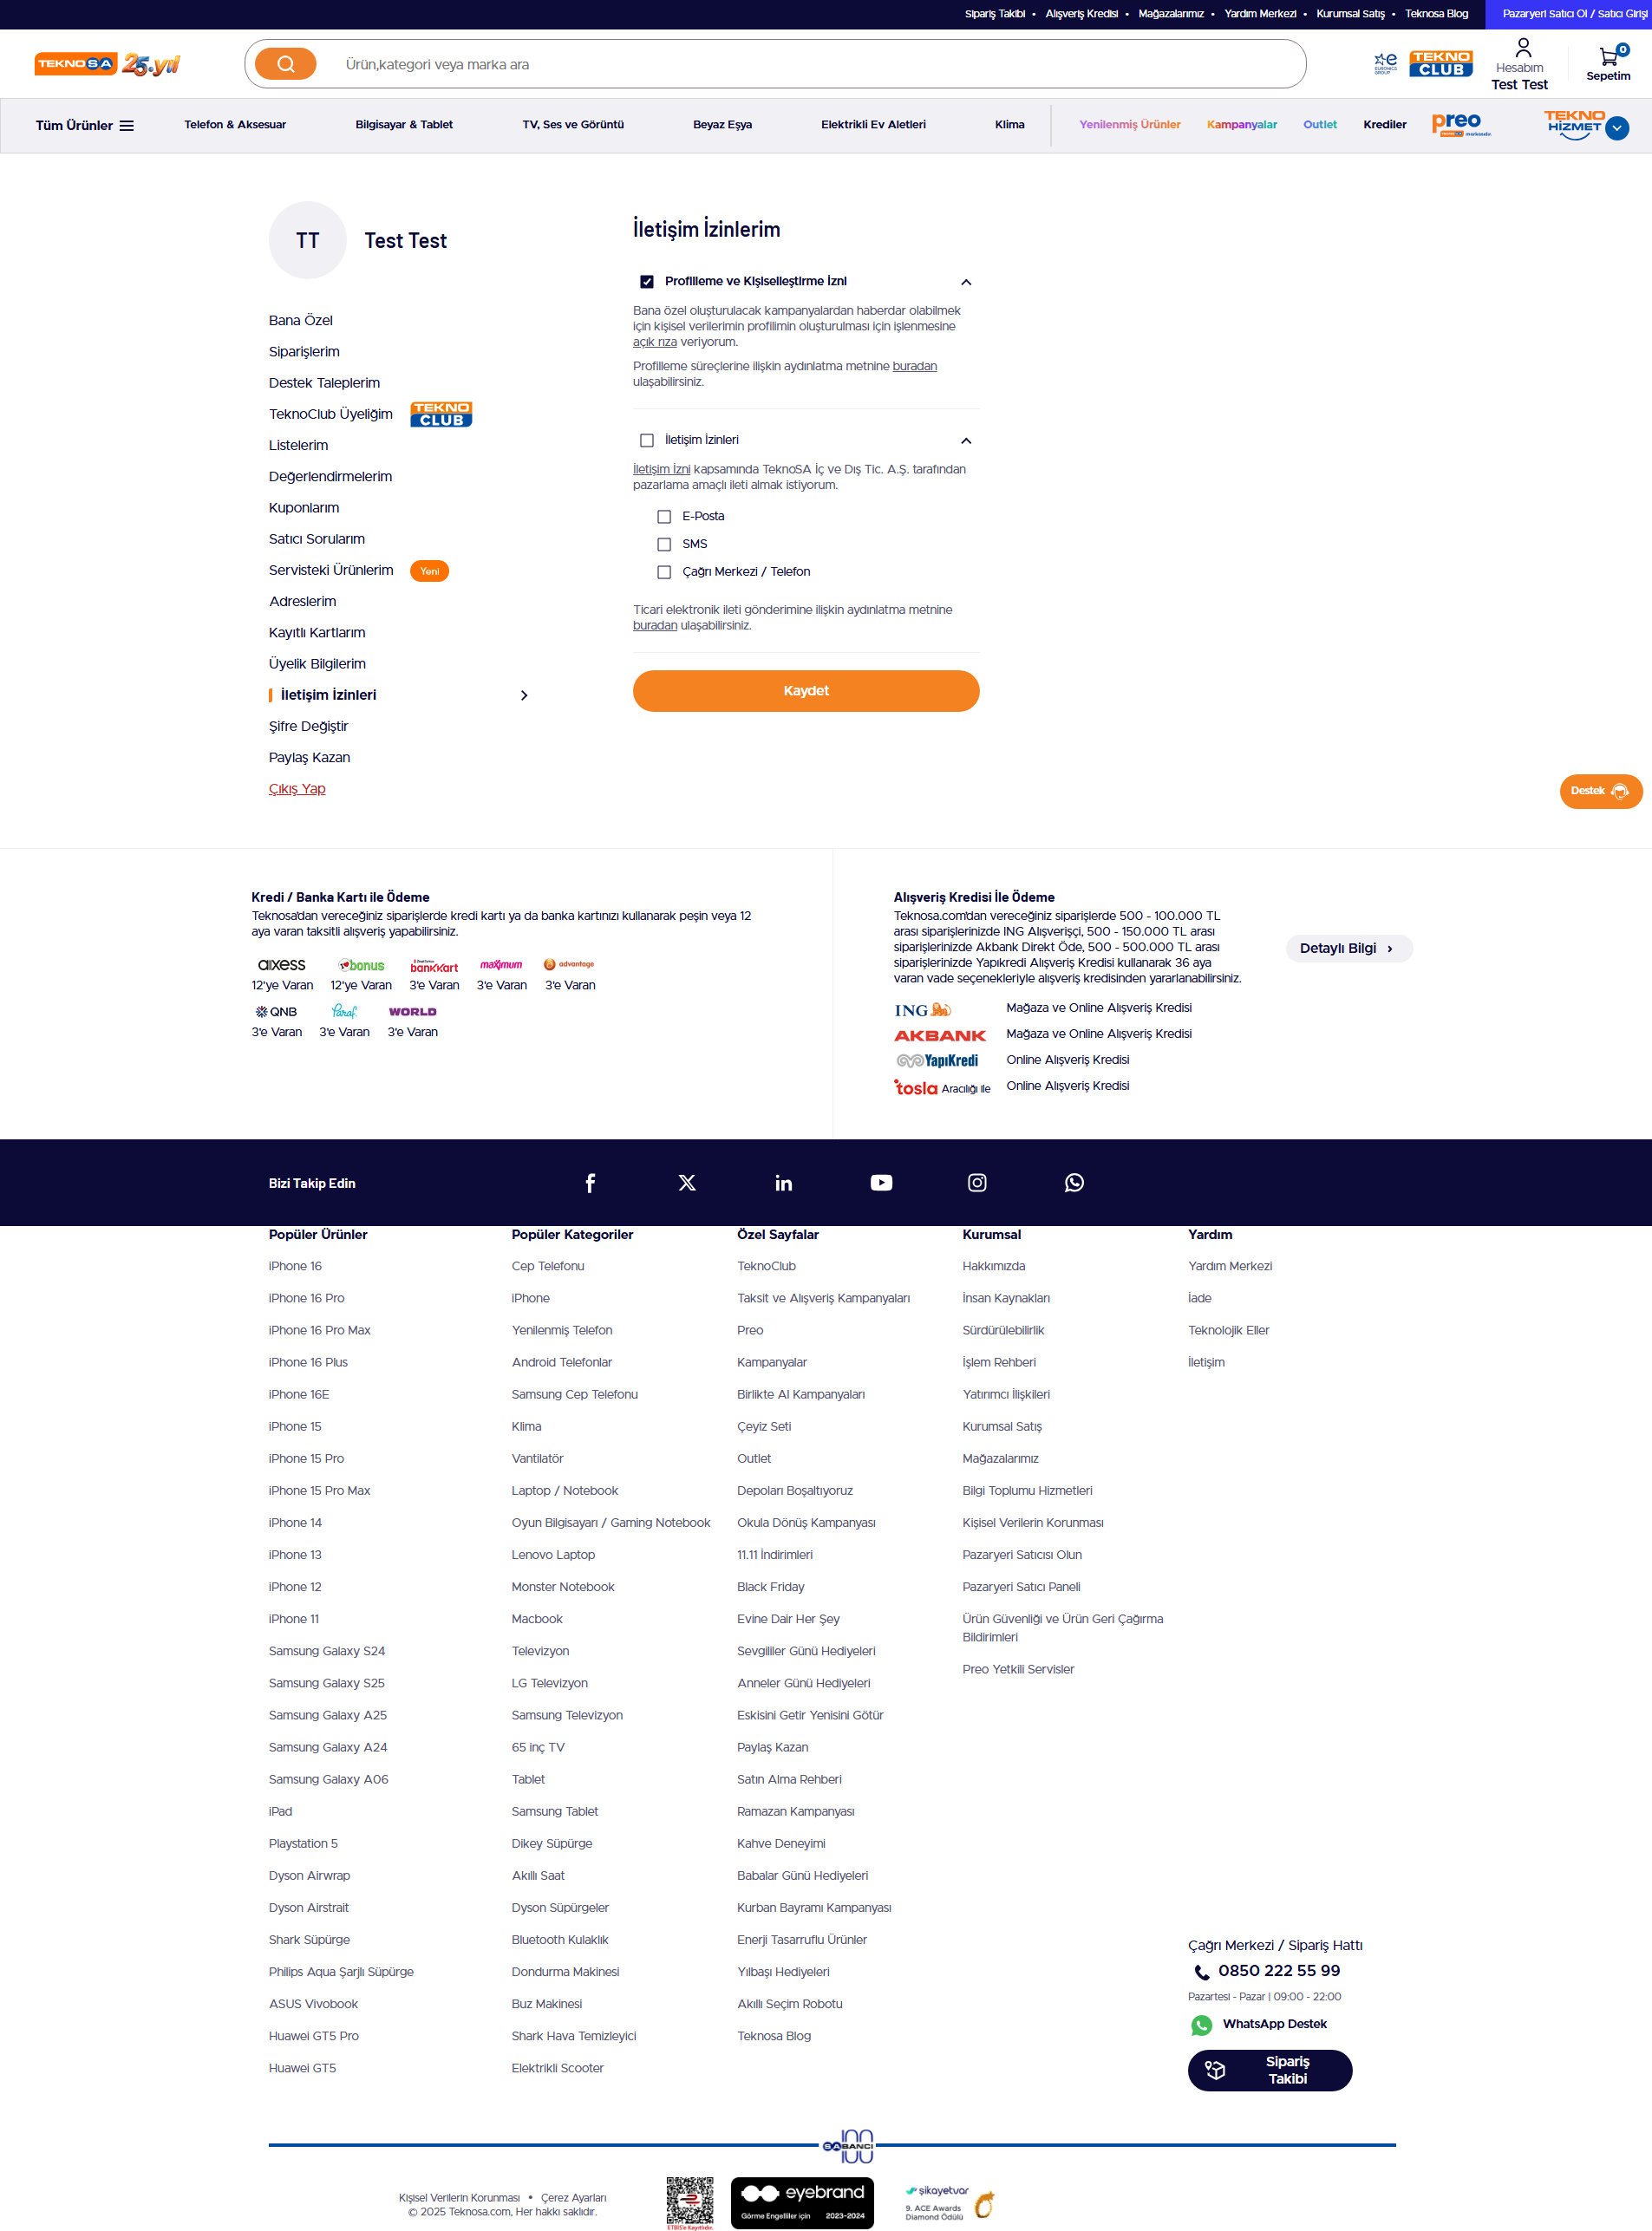 Sipariş Takibi • Alışveriş Kredisi • Mağazalarımız • Yardım Merkezi • Kurumsal Satış • Teknosa Blog
Pazaryeri Satıcı Ol / Satıcı Girişi
TEKNOSA 25.yıl
Ürün,kategori veya marka ara
EURONICS GROUP
TEKNO CLUB
Hesabım
Test Test
0
Sepetim
Tüm Ürünler
Telefon & Aksesuar
Bilgisayar & Tablet
TV, Ses ve Görüntü
Beyaz Eşya
Elektrikli Ev Aletleri
Klima
Yenilenmiş Ürünler
Kampanyalar
Outlet
Krediler
preo
TEKNO HİZMET
TT
Test Test
Bana Özel
Siparişlerim
Destek Taleplerim
TeknoClub Üyeliğim
TEKNO CLUB
Listelerim
Değerlendirmelerim
Kuponlarım
Satıcı Sorularım
Servisteki Ürünlerim
Yeni
Adreslerim
Kayıtlı Kartlarım
Üyelik Bilgilerim
İletişim İzinleri
Şifre Değiştir
Paylaş Kazan
Çıkış Yap
İletişim İzinlerim
Profilleme ve Kişiselleştirme İzni
Bana özel oluşturulacak kampanyalardan haberdar olabilmek
için kişisel verilerimin profilimin oluşturulması için işlenmesine
açık rıza veriyorum.
Profilleme süreçlerine ilişkin aydınlatma metnine buradan
ulaşabilirsiniz.
İletişim İzinleri
İletişim İzni kapsamında TeknoSA İç ve Dış Tic. A.Ş. tarafından
pazarlama amaçlı ileti almak istiyorum.
E-Posta
SMS
Çağrı Merkezi / Telefon
Ticari elektronik ileti gönderimine ilişkin aydınlatma metnine
buradan ulaşabilirsiniz.
Kaydet
Destek
Kredi / Banka Kartı ile Ödeme
Teknosa'dan vereceğiniz siparişlerde kredi kartı ya da banka kartınızı kullanarak peşin veya 12
aya varan taksitli alışveriş yapabilirsiniz.
axess
bonus
bankkart
maximum
advantage
12'ye Varan
12'ye Varan
3'e Varan
3'e Varan
3'e Varan
QNB
Paraf
WORLD
3'e Varan
3'e Varan
3'e Varan
Alışveriş Kredisi İle Ödeme
Teknosa.com'dan vereceğiniz siparişlerde 500 - 100.000 TL
arası siparişlerinizde ING Alışverişçi, 500 - 150.000 TL arası
siparişlerinizde Akbank Direkt Öde, 500 - 500.000 TL arası
siparişlerinizde Yapıkredi Alışveriş Kredisi kullanarak 36 aya
varan vade seçenekleriyle alışveriş kredisinden yararlanabilirsiniz.
Detaylı Bilgi
ING
Mağaza ve Online Alışveriş Kredisi
AKBANK
Mağaza ve Online Alışveriş Kredisi
YapıKredi
Online Alışveriş Kredisi
tosla Aracılığı ile
Online Alışveriş Kredisi
Bizi Takip Edin
Popüler Ürünler
iPhone 16
iPhone 16 Pro
iPhone 16 Pro Max
iPhone 16 Plus
iPhone 16E
iPhone 15
iPhone 15 Pro
iPhone 15 Pro Max
iPhone 14
iPhone 13
iPhone 12
iPhone 11
Samsung Galaxy S24
Samsung Galaxy S25
Samsung Galaxy A25
Samsung Galaxy A24
Samsung Galaxy A06
iPad
Playstation 5
Dyson Airwrap
Dyson Airstrait
Shark Süpürge
Philips Aqua Şarjlı Süpürge
ASUS Vivobook
Huawei GT5 Pro
Huawei GT5
Popüler Kategoriler
Cep Telefonu
iPhone
Yenilenmiş Telefon
Android Telefonlar
Samsung Cep Telefonu
Klima
Vantilatör
Laptop / Notebook
Oyun Bilgisayarı / Gaming Notebook
Lenovo Laptop
Monster Notebook
Macbook
Televizyon
LG Televizyon
Samsung Televizyon
65 inç TV
Tablet
Samsung Tablet
Dikey Süpürge
Akıllı Saat
Dyson Süpürgeler
Bluetooth Kulaklık
Dondurma Makinesi
Buz Makinesi
Shark Hava Temizleyici
Elektrikli Scooter
Özel Sayfalar
TeknoClub
Taksit ve Alışveriş Kampanyaları
Preo
Kampanyalar
Birlikte Al Kampanyaları
Çeyiz Seti
Outlet
Depoları Boşaltıyoruz
Okula Dönüş Kampanyası
11.11 İndirimleri
Black Friday
Evine Dair Her Şey
Sevgililer Günü Hediyeleri
Anneler Günü Hediyeleri
Eskisini Getir Yenisini Götür
Paylaş Kazan
Satın Alma Rehberi
Ramazan Kampanyası
Kahve Deneyimi
Babalar Günü Hediyeleri
Kurban Bayramı Kampanyası
Enerji Tasarruflu Ürünler
Yılbaşı Hediyeleri
Akıllı Seçim Robotu
Teknosa Blog
Kurumsal
Hakkımızda
İnsan Kaynakları
Sürdürülebilirlik
İşlem Rehberi
Yatırımcı İlişkileri
Kurumsal Satış
Mağazalarımız
Bilgi Toplumu Hizmetleri
Kişisel Verilerin Korunması
Pazaryeri Satıcısı Olun
Pazaryeri Satıcı Paneli
Ürün Güvenliği ve Ürün Geri Çağırma
Bildirimleri
Preo Yetkili Servisler
Yardım
Yardım Merkezi
İade
Teknolojik Eller
İletişim
Çağrı Merkezi / Sipariş Hattı
0850 222 55 99
Pazartesi - Pazar | 09:00 - 22:00
WhatsApp Destek
Sipariş
Takibi
SABANCI 100
Kişisel Verilerin Korunması • Çerez Ayarları
© 2025 Teknosa.com, Her hakkı saklıdır.
ETBİS'e Kayıtlıdır.
eyebrand
Görme Engelliler için 2023-2024
şikayetvar
9. ACE Awards
Diamond Ödülü